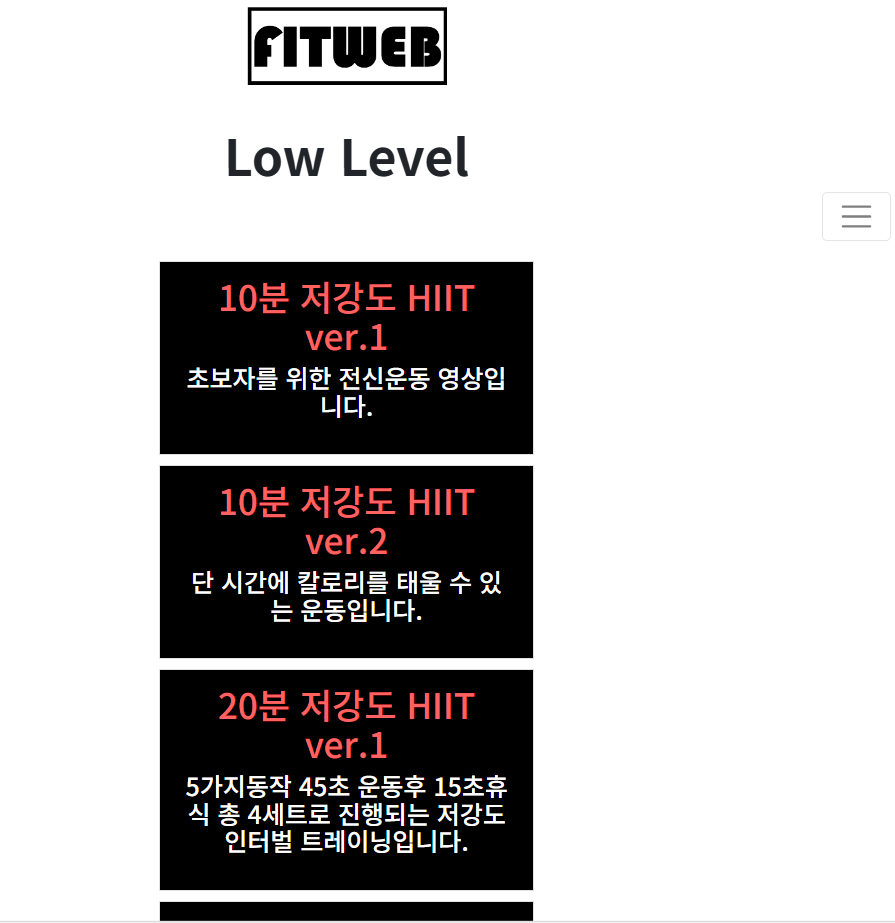 FITWEB
Low Level
10분 저강도 HIIT
ver.1
초보자를 위한 전신운동 영상입
니다.
10분 저강도 HIIT
ver.2
단 시간에 칼로리를 태울 수 있
는 운동입니다.
20분 저강도 HIIT
ver.1
5가지동작 45초 운동후 15초휴
식 총 4세트로 진행되는 저강도
인터벌 트레이닝입니다.